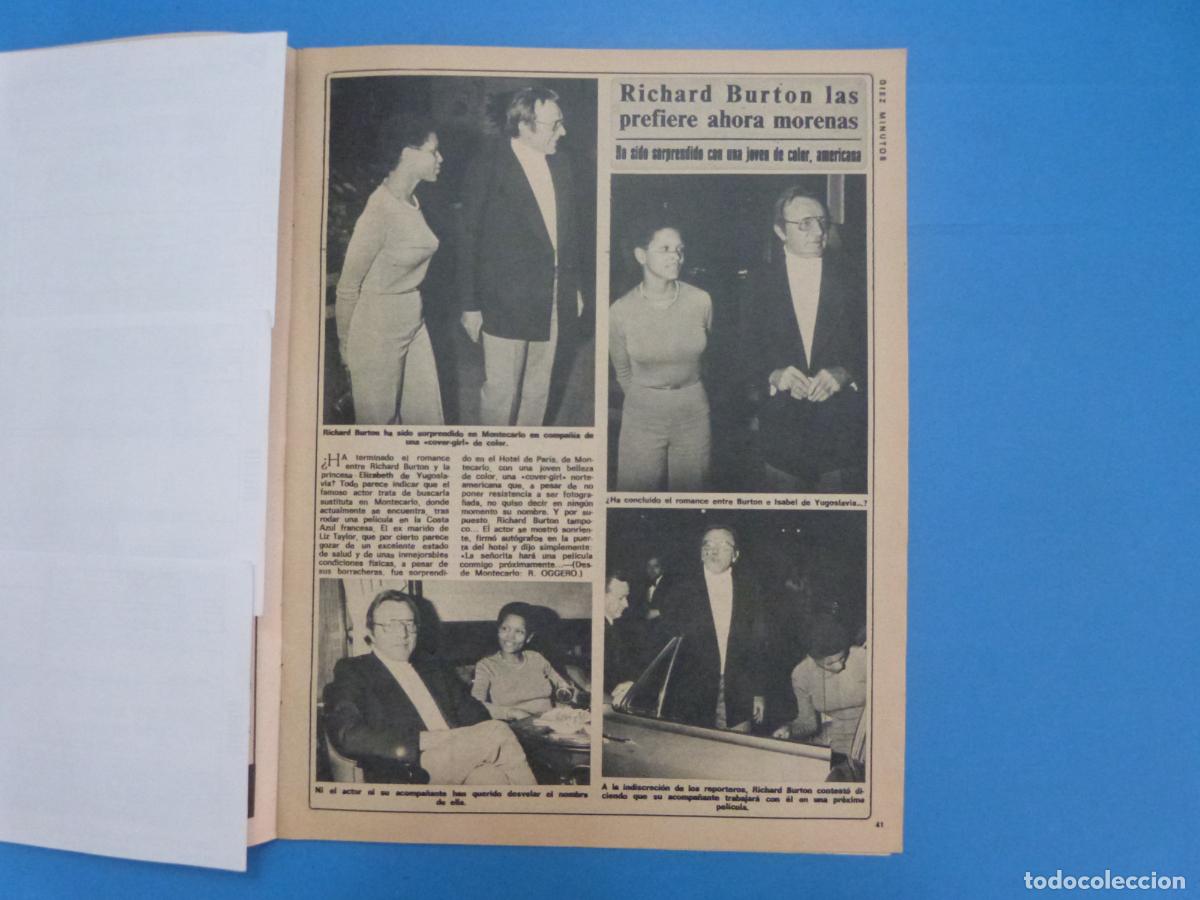 Richard Burton las
prefiere ahora morenas
Ha sido sorprendido con una joven de color, americana
DIEZ MINUTOS
Richard Burton ha sido sorprendido en Montecarlo en compañía de
una «cover-girl» de color.
¿HA terminado el romance
entre Richard Burton y la
princesa Elizabeth de Yugosla-
via? Todo parece indicar que el
famoso actor trata de buscarla
sustituta en Montecarlo, donde
actualmente se encuentra, tras
rodar una película en la Costa
Azul francesa. El ex marido de
Liz Taylor, que por cierto parece
gozar de un excelente estado
de salud y de unas inmejorables
condiciones físicas, a pesar de
sus borracheras, fue sorprendi-
do en el Hotel de París, de Mon-
tecarlo, con una joven belleza
de color, una «cover-girl» norte-
americana que, a pesar de no
poner resistencia a ser fotogra-
fiada, no quiso decir en ningún
momento su nombre. Y por su-
puesto Richard Burton tampo-
co... El actor se mostró sonrien-
te, firmó autógrafos en la puer-
ta del hotel y dijo simplemente:
«La señorita hará una película
conmigo próximamente...—(Des-
de Montecarlo: R. OGGERO.)
¿Ha concluido el romance entre Burton e Isabel de Yugoslavia...?
Ni el actor ni su acompañante han querido desvelar el nombre
de ella.
A la indiscreción de los reporteros, Richard Burton contestó di-
ciendo que su acompañante trabajará con él en una próxima
película.
41
todocoleccion